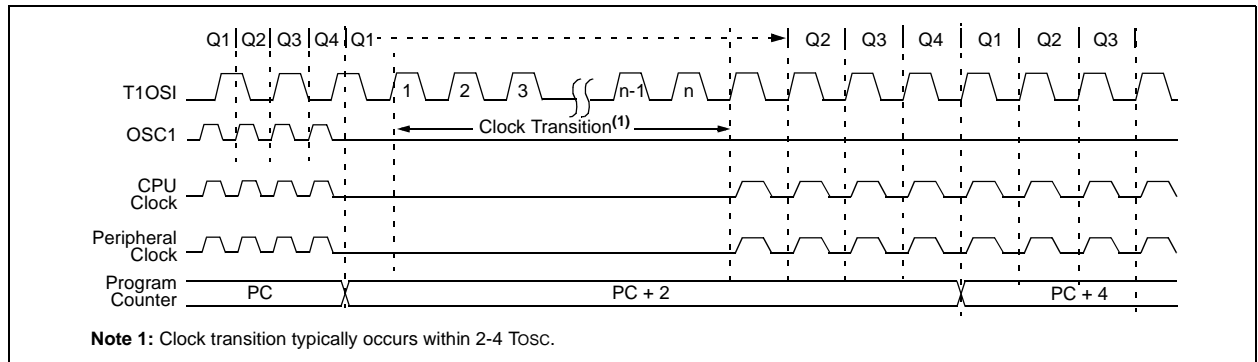 Q1 Q2 Q3 Q4 Q1 Q2 Q3 Q4 Q1 Q2 Q3
T1OSI 1 2 3 n-1 n
OSC1 Clock Transition(1)
CPU
Clock
Peripheral
Clock
Program
Counter PC PC + 2 PC + 4
Note 1: Clock transition typically occurs within 2-4 TOSC.